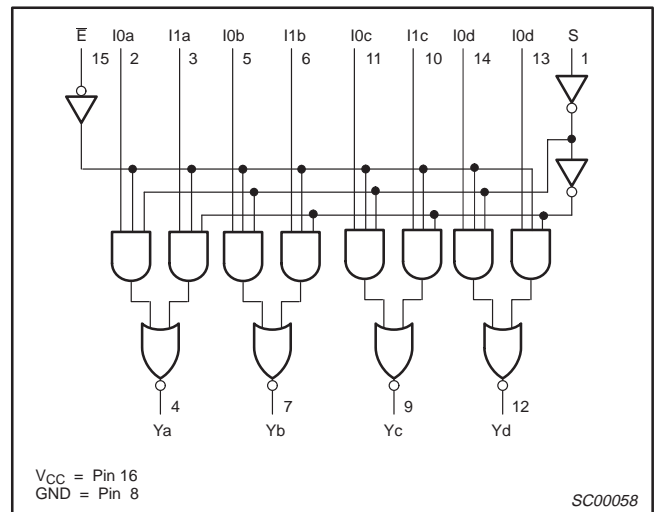 E̅ I0a I1a I0b I1b I0c I1c I0d I0d S
15 2 3 5 6 11 10 14 13 1
4 7 9 12
Ya Yb Yc Yd
VCC = Pin 16
GND = Pin 8
SC00058